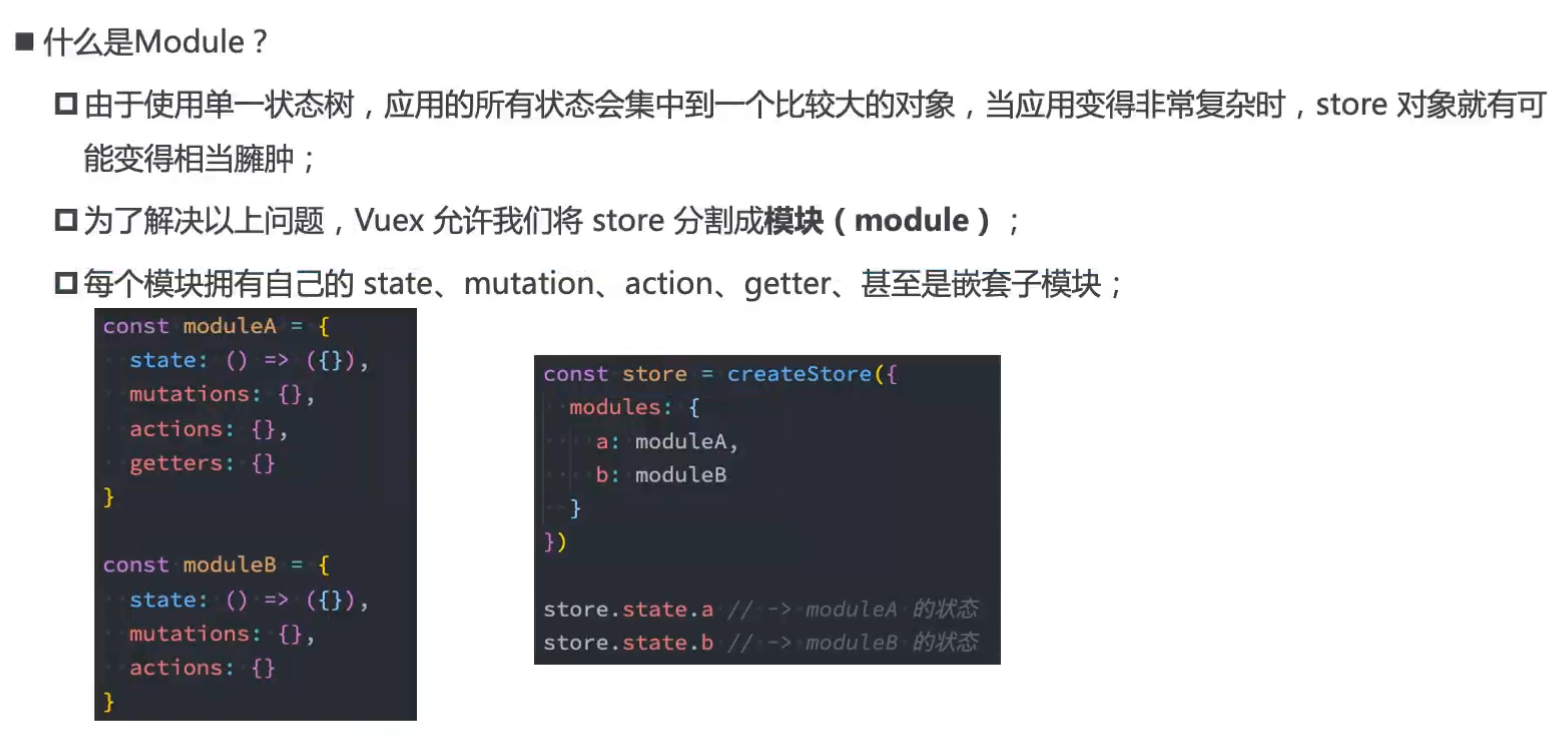 ■ 什么是Module？
由于使用单一状态树，应用的所有状态会集中到一个比较大的对象，当应用变得非常复杂时，store 对象就有可
能变得相当臃肿；
为了解决以上问题，Vuex 允许我们将 store 分割成模块（module）；
每个模块拥有自己的 state、mutation、action、getter、甚至是嵌套子模块；
const moduleA = {
  state: () => ({}),
  mutations: {},
  actions: {},
  getters: {}
}
const moduleB = {
  state: () => ({}),
  mutations: {},
  actions: {}
}
const store = createStore({
  modules: {
    a: moduleA,
    b: moduleB
  }
})
store.state.a // -> moduleA 的状态
store.state.b // -> moduleB 的状态